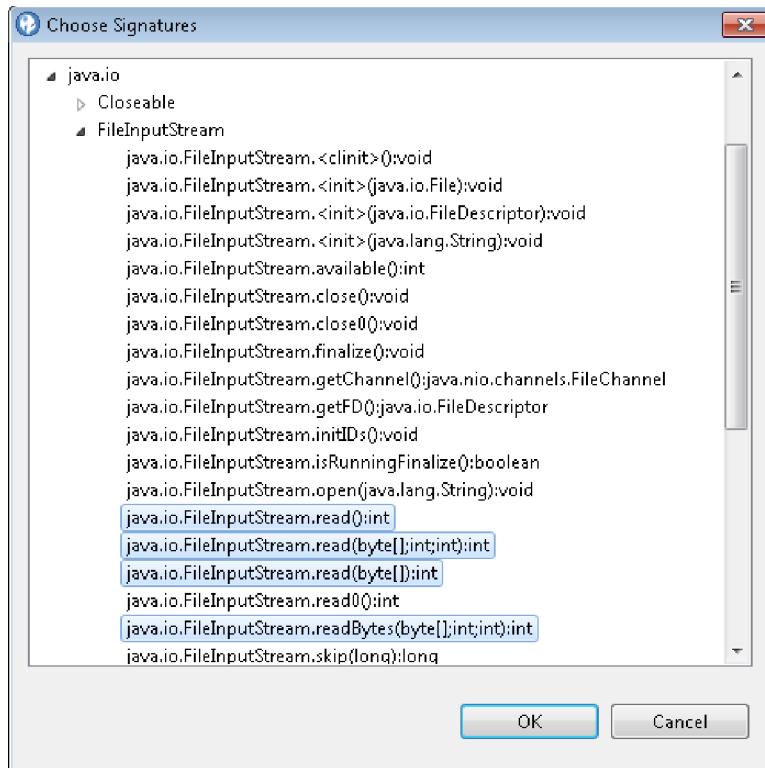 Choose Signatures
java.io
Closeable
FileInputStream
java.io.FileInputStream.<clinit>():void
java.io.FileInputStream.<init>(java.io.File):void
java.io.FileInputStream.<init>(java.io.FileDescriptor):void
java.io.FileInputStream.<init>(java.lang.String):void
java.io.FileInputStream.available():int
java.io.FileInputStream.close():void
java.io.FileInputStream.close0():void
java.io.FileInputStream.finalize():void
java.io.FileInputStream.getChannel():java.nio.channels.FileChannel
java.io.FileInputStream.getFD():java.io.FileDescriptor
java.io.FileInputStream.initIDs():void
java.io.FileInputStream.isRunningFinalize():boolean
java.io.FileInputStream.open(java.lang.String):void
java.io.FileInputStream.read():int
java.io.FileInputStream.read(byte[];int;int):int
java.io.FileInputStream.read(byte[]):int
java.io.FileInputStream.read0():int
java.io.FileInputStream.readBytes(byte[];int;int):int
java.io.FileInputStream.skip(long):long
OK Cancel